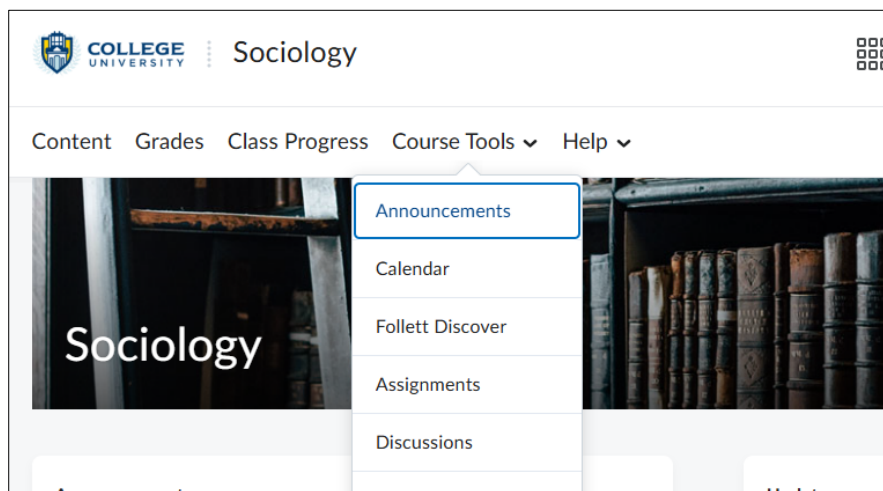 COLLEGE
UNIVERSITY
Sociology
Content Grades Class Progress Course Tools Help
Announcements
Calendar
Follett Discover
Sociology
Assignments
Discussions